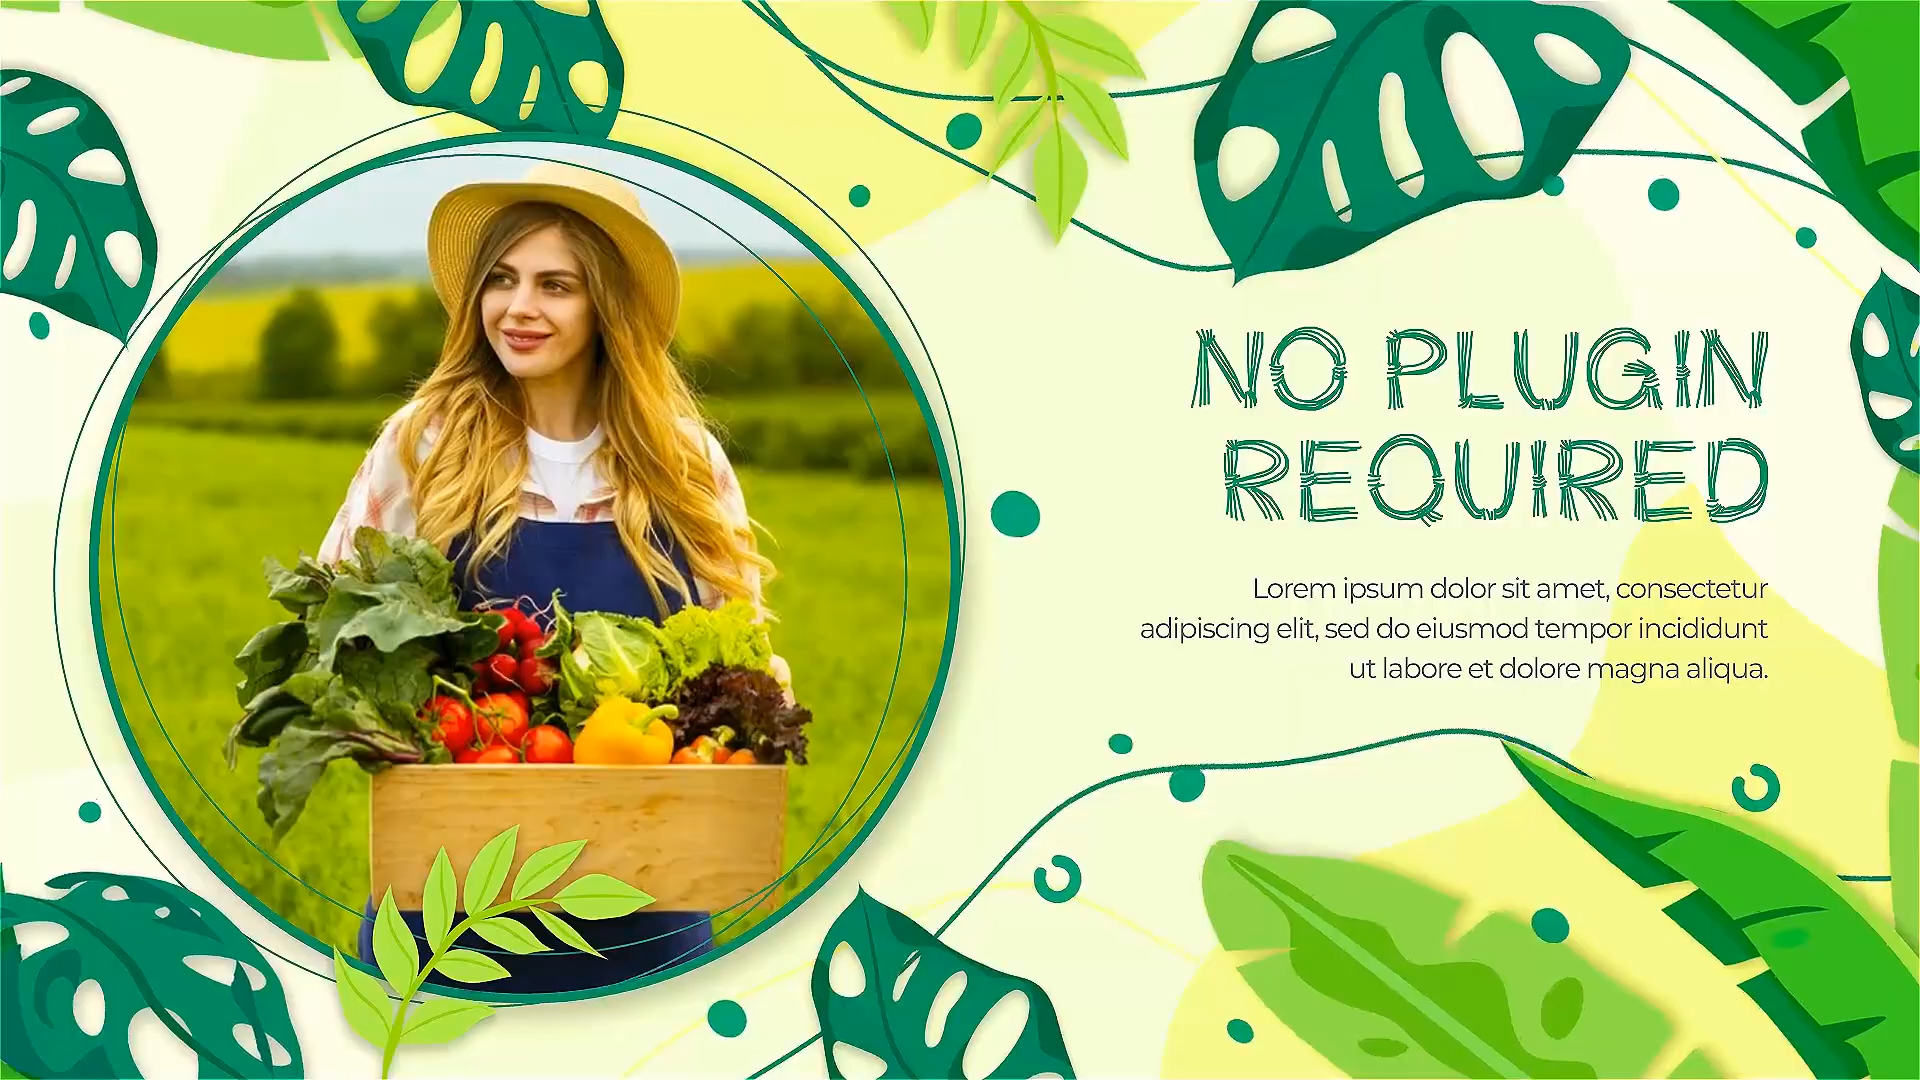 NO PLUGIN
REQUIRED
Lorem ipsum dolor sit amet, consectetur
adipiscing elit, sed do eiusmod tempor incididunt
ut labore et dolore magna aliqua.